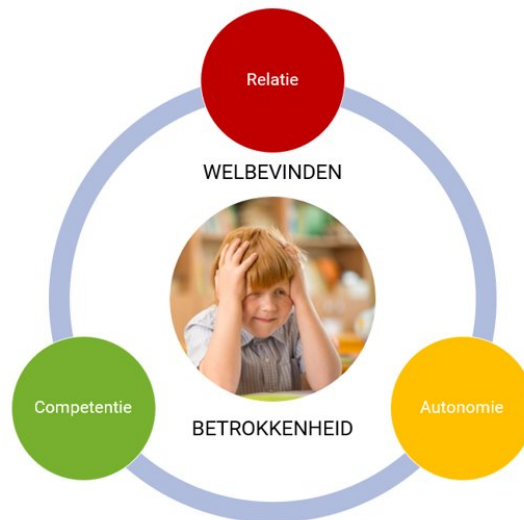 Relatie
WELBEVINDEN
Competentie
Autonomie
BETROKKENHEID